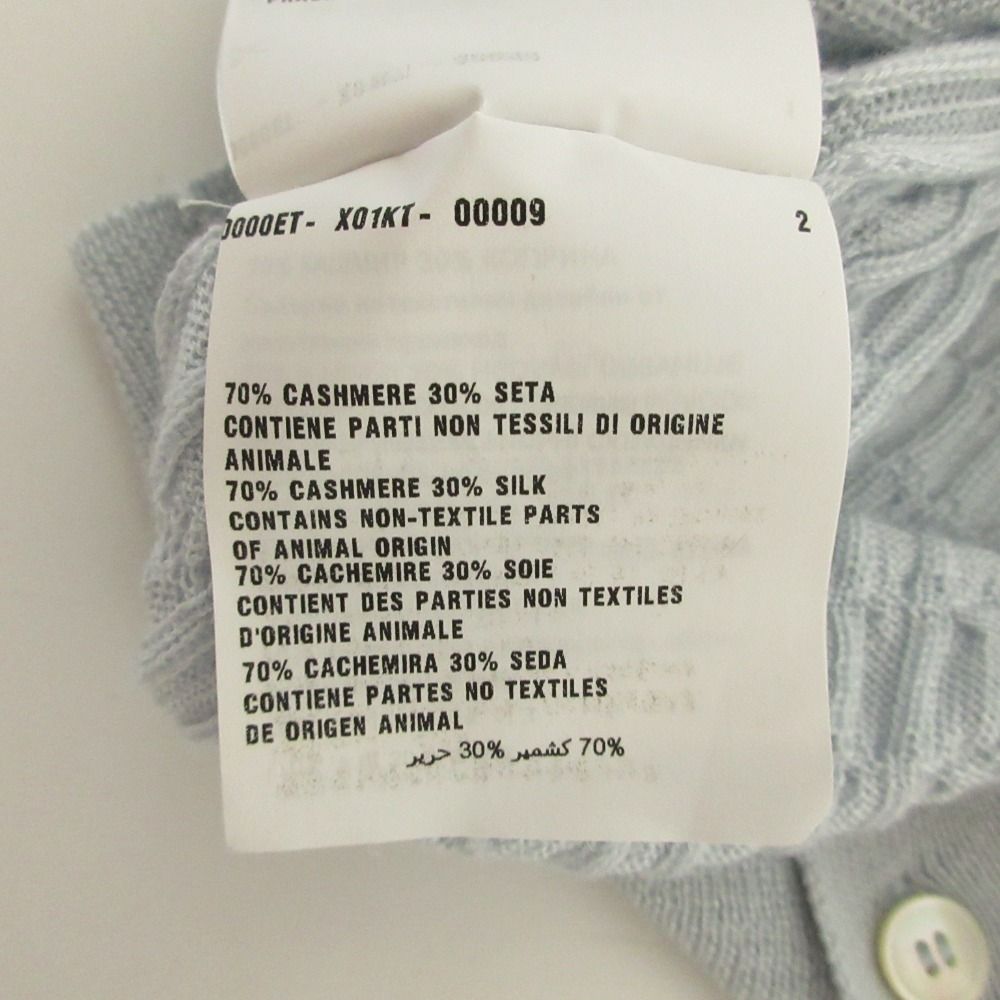 0000ET- X01KT- 00009 2
70% CASHMERE 30% SETA
CONTIENE PARTI NON TESSILI DI ORIGINE
ANIMALE
70% CASHMERE 30% SILK
CONTAINS NON-TEXTILE PARTS
OF ANIMAL ORIGIN
70% CACHEMIRE 30% SOIE
CONTIENT DES PARTIES NON TEXTILES
D'ORIGINE ANIMALE
70% CACHEMIRA 30% SEDA
CONTIENE PARTES NO TEXTILES
DE ORIGEN ANIMAL
70% كشمير 30% حرير